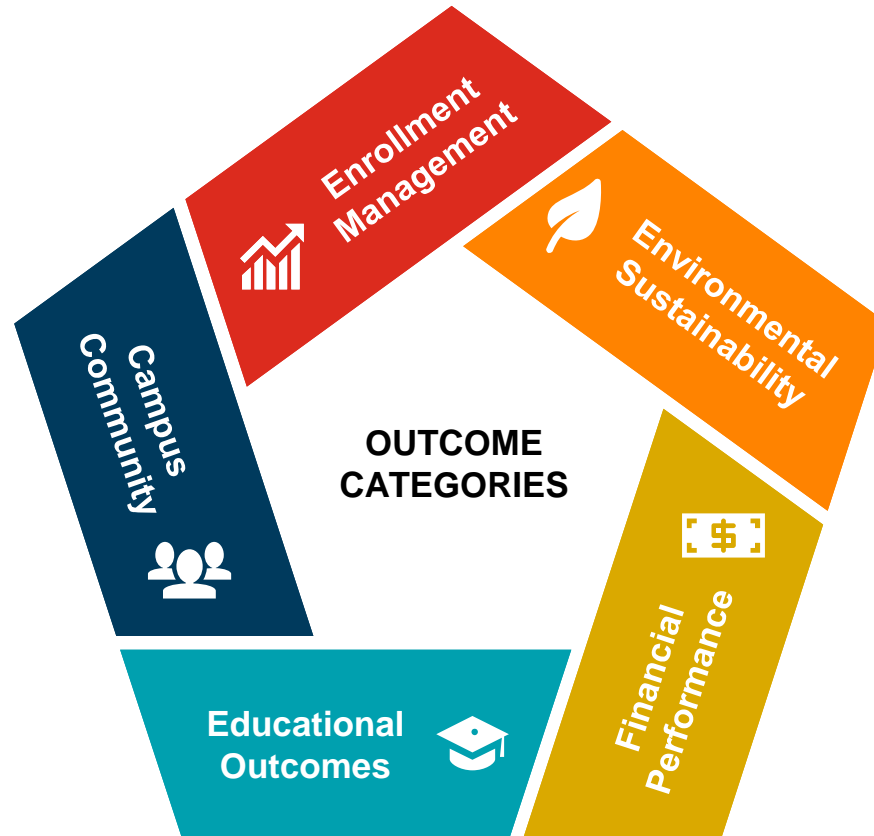 Enrollment
Management
Environmental
Sustainability
Campus
Community
OUTCOME
CATEGORIES
$
Financial
Performance
Educational
Outcomes